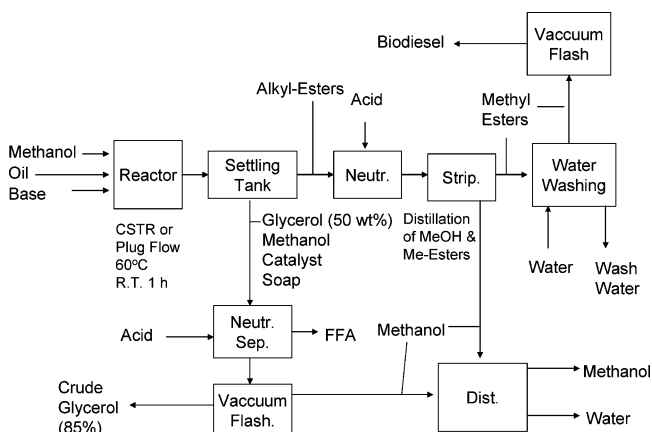 Vaccuum
Flash
Biodiesel
Alkyl-Esters
Acid
Methyl
Esters
Methanol
Oil
Base
Reactor
Settling
Tank
Neutr.
Strip.
Water
Washing
CSTR or
Plug Flow
60ºC
R.T. 1 h
Glycerol (50 wt%)
Methanol
Catalyst
Soap
Distillation
of MeOH &
Me-Esters
Water
Wash
Water
Acid
Neutr.
Sep.
FFA
Methanol
Crude
Glycerol
(85%)
Vaccuum
Flash.
Dist.
Methanol
Water